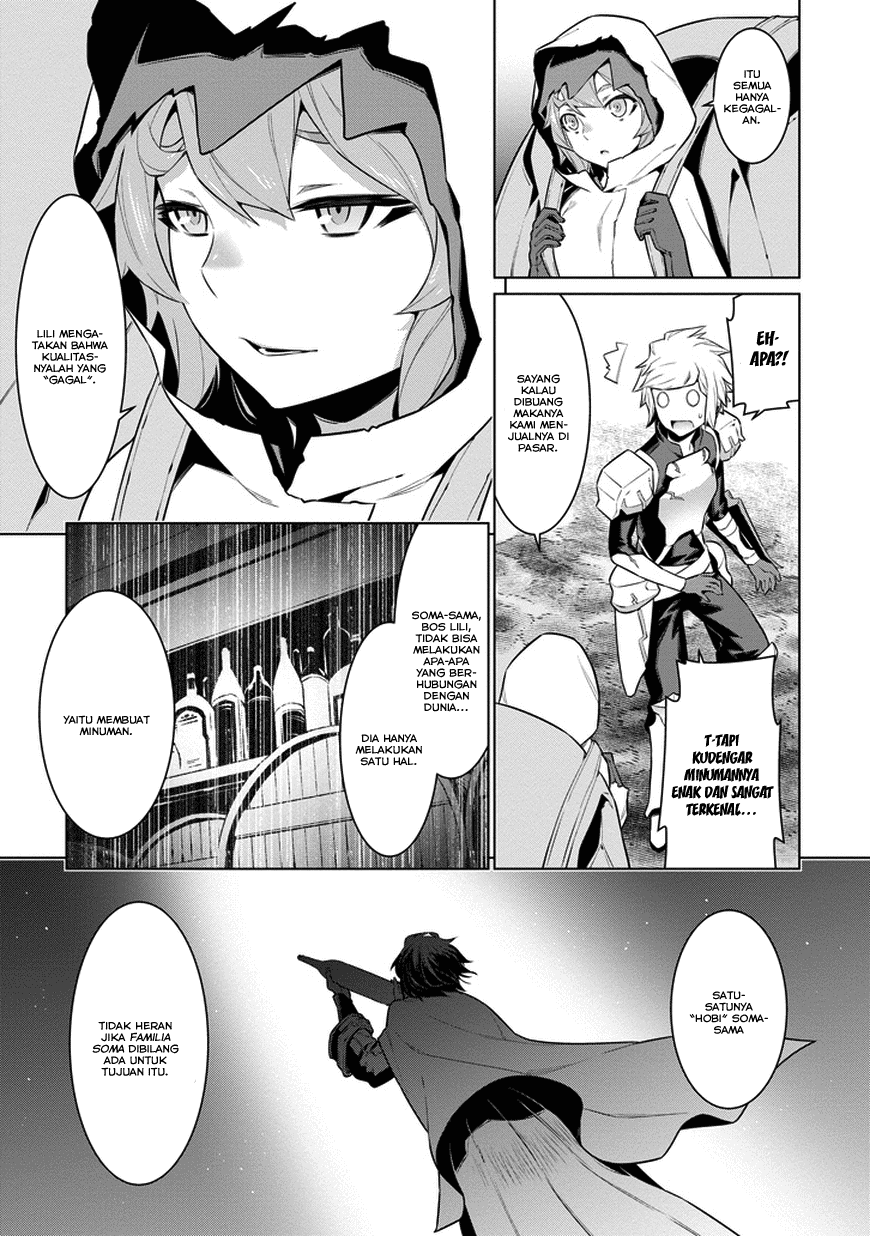 ITU
SEMUA
HANYA
KEGAGAL-
AN.
EH-
APA?!
SAYANG
KALAU
DIBUANG
MAKANYA
KAMI MEN-
JUALNYA DI
PASAR.
T-TAPI
KUDENGAR
MINUMANNYA
ENAK DAN SANGAT
TERKENAL...
LILI MENGA-
TAKAN BAHWA
KUALITAS-
NYALAH YANG
"GAGAL".
SOMA-SAMA,
BOS LILI,
TIDAK BISA
MELAKUKAN
APA-APA
YANG BER-
HUBUNGAN
DENGAN
DUNIA...
DIA HANYA
MELAKUKAN
SATU HAL.
YAITU MEMBUAT
MINUMAN.
SATU-
SATUNYA
"HOBI" SOMA-
SAMA
TIDAK HERAN
JIKA FAMILIA
SOMA DIBILANG
ADA UNTUK
TUJUAN ITU.